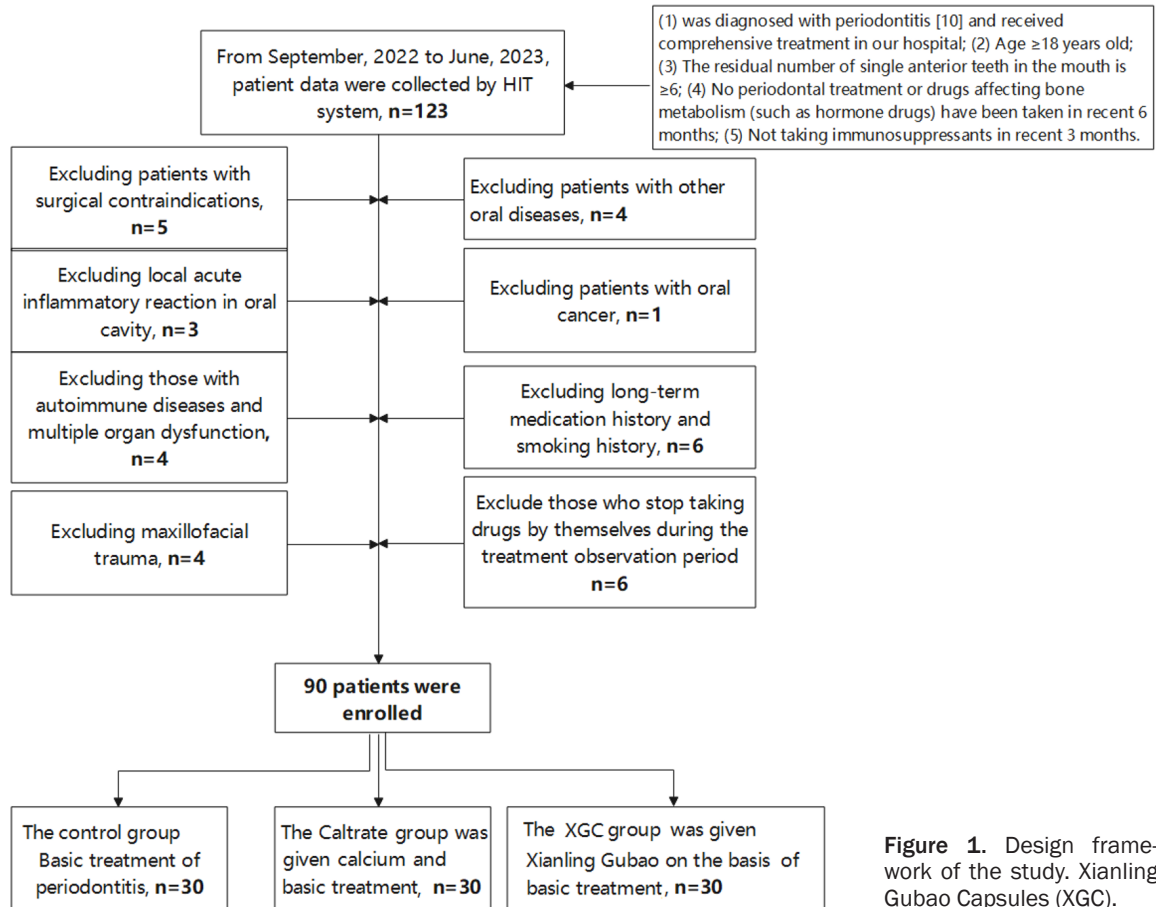 From September, 2022 to June, 2023,
patient data were collected by HIT
system, n=123
(1) was diagnosed with periodontitis [10] and received
comprehensive treatment in our hospital; (2) Age ≥18 years old;
(3) The residual number of single anterior teeth in the mouth is
≥6; (4) No periodontal treatment or drugs affecting bone
metabolism (such as hormone drugs) have been taken in recent 6
months; (5) Not taking immunosuppressants in recent 3 months.
Excluding patients with
surgical contraindications,
n=5
Excluding patients with other
oral diseases, n=4
Excluding local acute
inflammatory reaction in oral
cavity, n=3
Excluding patients with oral
cancer, n=1
Excluding those with
autoimmune diseases and
multiple organ dysfunction,
n=4
Excluding long-term
medication history and
smoking history, n=6
Excluding maxillofacial
trauma, n=4
Exclude those who stop taking
drugs by themselves during the
treatment observation period
n=6
90 patients were
enrolled
The control group
Basic treatment of
periodontitis, n=30
The Caltrate group was
given calcium and
basic treatment, n=30
The XGC group was given
Xianling Gubao on the basis of
basic treatment, n=30
Figure 1. Design frame-
work of the study. Xianling
Gubao Capsules (XGC).